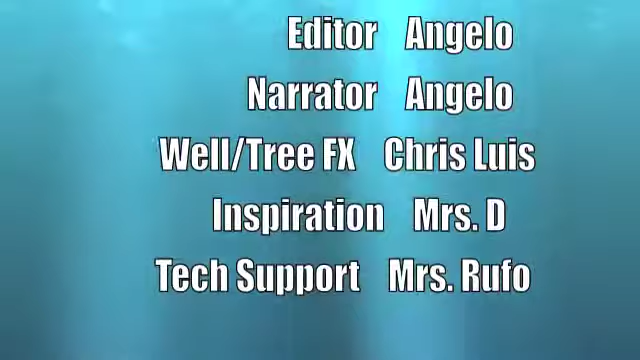 Editor Angelo
Narrator Angelo
Well/Tree FX Chris Luis
Inspiration Mrs. D
Tech Support Mrs. Rufo